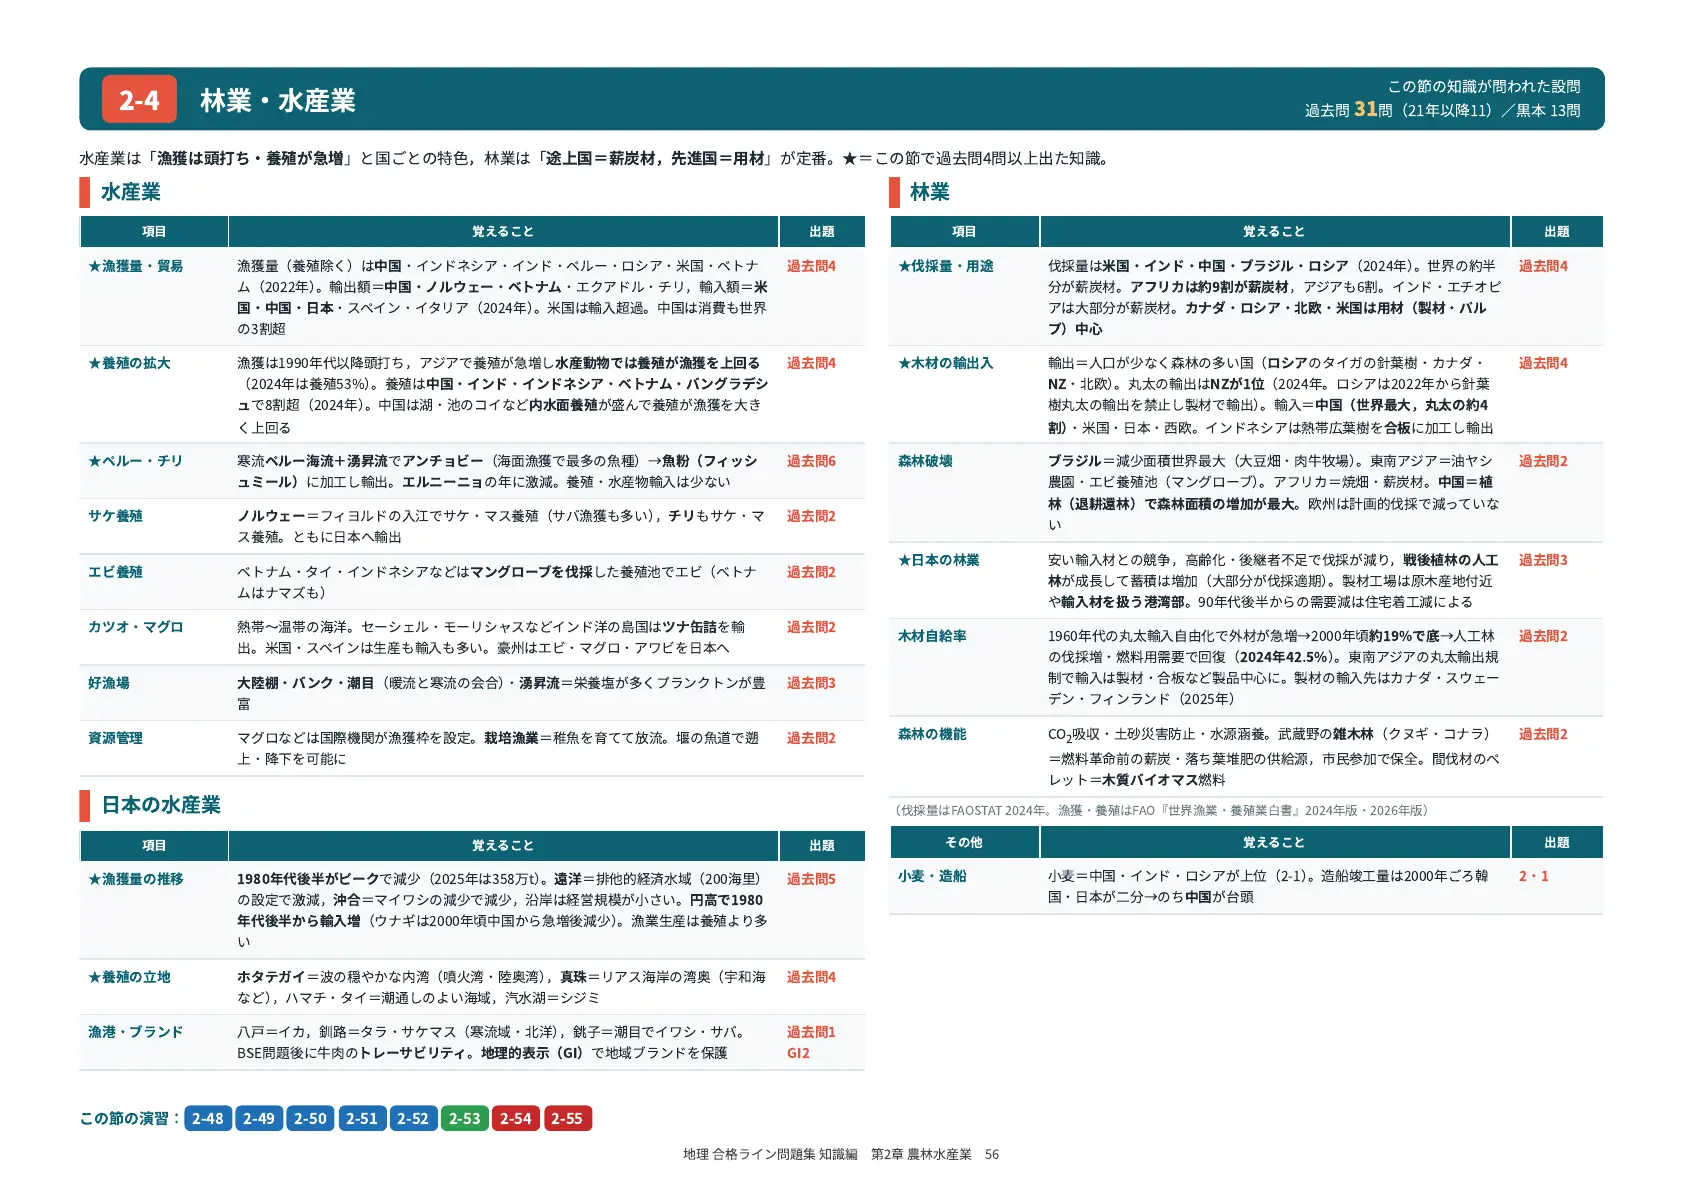 2-4 林業・水産業
この節の知識が問われた設問
過去問 31問（21年以降11）／黒本 13問
水産業は「漁獲は頭打ち・養殖が急増」と国ごとの特色，林業は「途上国＝薪炭材，先進国＝用材」が定番。★＝この節で過去問4問以上出た知識。
水産業
項目 覚えること 出題
★漁獲量・貿易 漁獲量（養殖除く）は中国・インドネシア・インド・ペルー・ロシア・米国・ベトナ 過去問4
ム（2022年）。輸出額＝中国・ノルウェー・ベトナム・エクアドル・チリ，輸入額＝米
国・中国・日本・スペイン・イタリア（2024年）。米国は輸入超過。中国は消費も世界
の3割超
★養殖の拡大 漁獲は1990年代以降頭打ち，アジアで養殖が急増し水産動物では養殖が漁獲を上回る 過去問4
（2024年は養殖53%）。養殖は中国・インド・インドネシア・ベトナム・バングラデシ
ュで8割超（2024年）。中国は湖・池のコイなど内水面養殖が盛んで養殖が漁獲を大き
く上回る
★ペルー・チリ 寒流ペルー海流＋湧昇流でアンチョビー（海面漁獲で最多の魚種）→魚粉（フィッシ 過去問6
ュミール）に加工し輸出。エルニーニョの年に激減。養殖・水産物輸入は少ない
サケ養殖 ノルウェー＝フィヨルドの入江でサケ・マス養殖（サバ漁獲も多い），チリもサケ・マ 過去問2
ス養殖。ともに日本へ輸出
エビ養殖 ベトナム・タイ・インドネシアなどはマングローブを伐採した養殖池でエビ（ベトナ 過去問2
ムはナマズも）
カツオ・マグロ 熱帯〜温帯の海洋。セーシェル・モーリシャスなどインド洋の島国はツナ缶詰を輸 過去問2
出。米国・スペインは生産も輸入も多い。豪州はエビ・マグロ・アワビを日本へ
好漁場 大陸棚・バンク・潮目（暖流と寒流の会合）・湧昇流＝栄養塩が多くプランクトンが豊 過去問3
富
資源管理 マグロなどは国際機関が漁獲枠を設定。栽培漁業＝稚魚を育てて放流。堰の魚道で遡 過去問2
上・降下を可能に
日本の水産業
項目 覚えること 出題
★漁獲量の推移 1980年代後半がピークで減少（2025年は358万t）。遠洋＝排他的経済水域（200海里） 過去問5
の設定で激減，沖合＝マイワシの減少で減少，沿岸は経営規模が小さい。円高で1980
年代後半から輸入増（ウナギは2000年頃中国から急増後減少）。漁業生産は養殖より多
い
★養殖の立地 ホタテガイ＝波の穏やかな内湾（噴火湾・陸奥湾），真珠＝リアス海岸の湾奥（宇和海 過去問4
など），ハマチ・タイ＝潮通しのよい海域，汽水湖＝シジミ
漁港・ブランド 八戸＝イカ，釧路＝タラ・サケマス（寒流域・北洋），銚子＝潮目でイワシ・サバ。 過去問1
BSE問題後に牛肉のトレーサビリティ。地理的表示（GI）で地域ブランドを保護 GI2
林業
項目 覚えること 出題
★伐採量・用途 伐採量は米国・インド・中国・ブラジル・ロシア（2024年）。世界の約半 過去問4
分が薪炭材。アフリカは約9割が薪炭材，アジアも6割。インド・エチオピ
アは大部分が薪炭材。カナダ・ロシア・北欧・米国は用材（製材・パル
プ）中心
★木材の輸出入 輸出＝人口が少なく森林の多い国（ロシアのタイガの針葉樹・カナダ・ 過去問4
NZ・北欧）。丸太の輸出はNZが1位（2024年。ロシアは2022年から針葉
樹丸太の輸出を禁止し製材で輸出）。輸入＝中国（世界最大，丸太の約4
割）・米国・日本・西欧。インドネシアは熱帯広葉樹を合板に加工し輸出
森林破壊 ブラジル＝減少面積世界最大（大豆畑・肉牛牧場）。東南アジア＝油ヤシ 過去問2
農園・エビ養殖池（マングローブ）。アフリカ＝焼畑・薪炭材。中国＝植
林（退耕還林）で森林面積の増加が最大。欧州は計画的伐採で減っていな
い
★日本の林業 安い輸入材との競争，高齢化・後継者不足で伐採が減り，戦後植林の人工 過去問3
林が成長して蓄積は増加（大部分が伐採適期）。製材工場は原木産地付近
や輸入材を扱う港湾部。90年代後半からの需要減は住宅着工減による
木材自給率 1960年代の丸太輸入自由化で外材が急増→2000年頃約19%で底→人工林 過去問2
の伐採増・燃料用需要で回復（2024年42.5%）。東南アジアの丸太輸出規
制で輸入は製材・合板など製品中心に。製材の輸入先はカナダ・スウェー
デン・フィンランド（2025年）
森林の機能 CO2吸収・土砂災害防止・水源涵養。武蔵野の雑木林（クヌギ・コナラ） 過去問2
＝燃料革命前の薪炭・落ち葉堆肥の供給源，市民参加で保全。間伐材のペ
レット＝木質バイオマス燃料
（伐採量はFAOSTAT 2024年。漁獲・養殖はFAO『世界漁業・養殖業白書』2024年版・2026年版）
その他 覚えること 出題
小麦・造船 小麦＝中国・インド・ロシアが上位（2-1）。造船竣工量は2000年ごろ韓 2・1
国・日本が二分→のち中国が台頭
この節の演習： 2-48 2-49 2-50 2-51 2-52 2-53 2-54 2-55
地理 合格ライン問題集 知識編 第2章 農林水産業 56